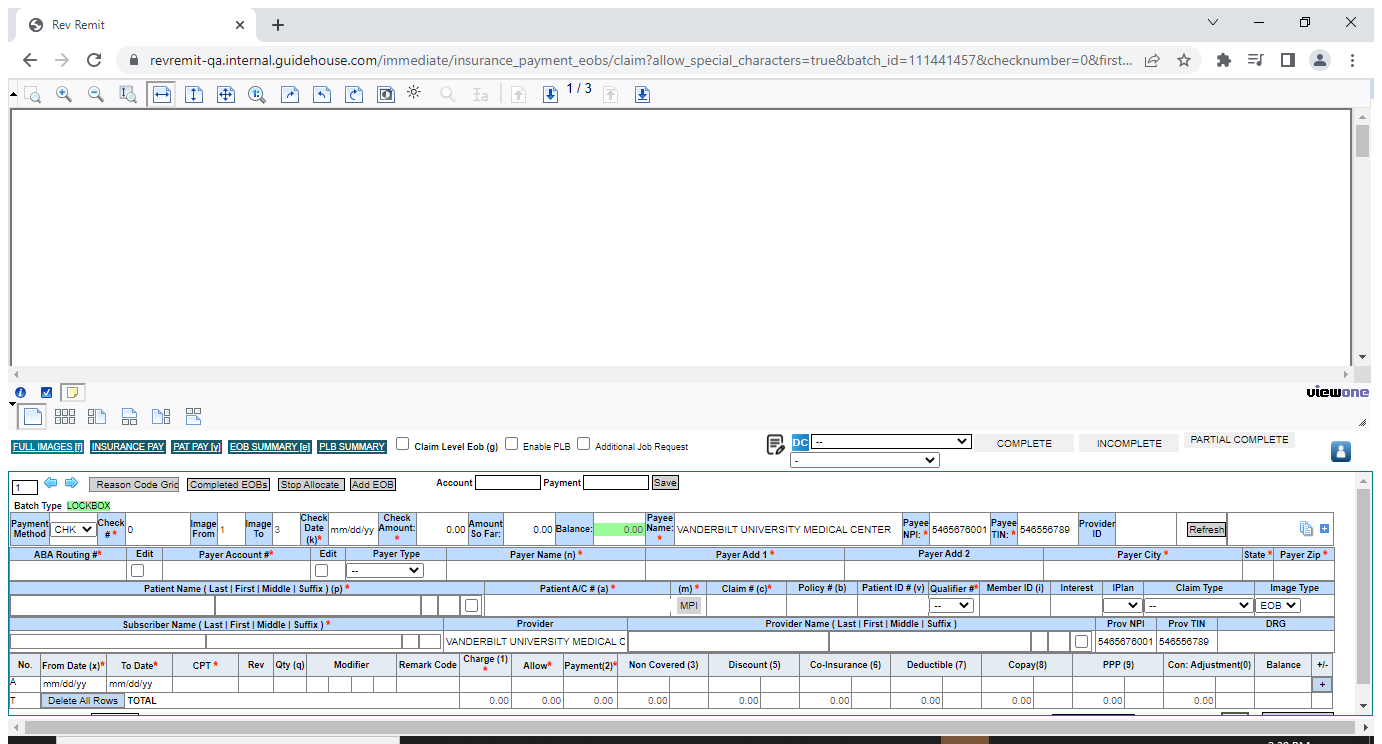 Rev Remit
revremit-qa.internal.guidehouse.com/immediate/insurance_payment_eobs/claim?allow_special_characters=true&batch_id=111441457&checknumber=0&first...
1 / 3
viewone
FULL IMAGES [f] INSURANCE PAY PAT PAY [y] EOB SUMMARY [e] PLB SUMMARY Claim Level Eob (g) Enable PLB Additional Job Request DC -- COMPLETE INCOMPLETE PARTIAL COMPLETE
-
1 Reason Code Grid Completed EOBs Stop Allocate Add EOB Account Payment Save
Batch Type LOCKBOX
Payment Method CHK Check # * 0 Image From 1 Image To 3 Check Date (k)* mm/dd/yy Check Amount: * 0.00 Amount So Far: 0.00 Balance: 0.00 Payee Name: * VANDERBILT UNIVERSITY MEDICAL CENTER Payee NPI: * 5465676001 Payee TIN: * 546556789 Provider ID Refresh
ABA Routing #* Edit Payer Account #* Edit Payer Type Payer Name (n) * Payer Add 1 * Payer Add 2 Payer City * State * Payer Zip *
--
Patient Name ( Last | First | Middle | Suffix ) (p) * Patient A/C # (a) * (m) * Claim # (c)* Policy # (b) Patient ID # (v) Qualifier #* Member ID (i) Interest IPlan Claim Type Image Type
MPI -- -- EOB
Subscriber Name ( Last | First | Middle | Suffix ) * Provider Provider Name ( Last | First | Middle | Suffix ) Prov NPI Prov TIN DRG
VANDERBILT UNIVERSITY MEDICAL C 5465676001 546556789
No. From Date (x)* To Date* CPT * Rev Qty (q) Modifier Remark Code Charge (1) * Allow* Payment(2)* Non Covered (3) Discount (5) Co-Insurance (6) Deductible (7) Copay(8) PPP (9) Con: Adjustment(0) Balance +/-
A mm/dd/yy mm/dd/yy +
T Delete All Rows TOTAL 0.00 0.00 0.00 0.00 0.00 0.00 0.00 0.00 0.00 0.00